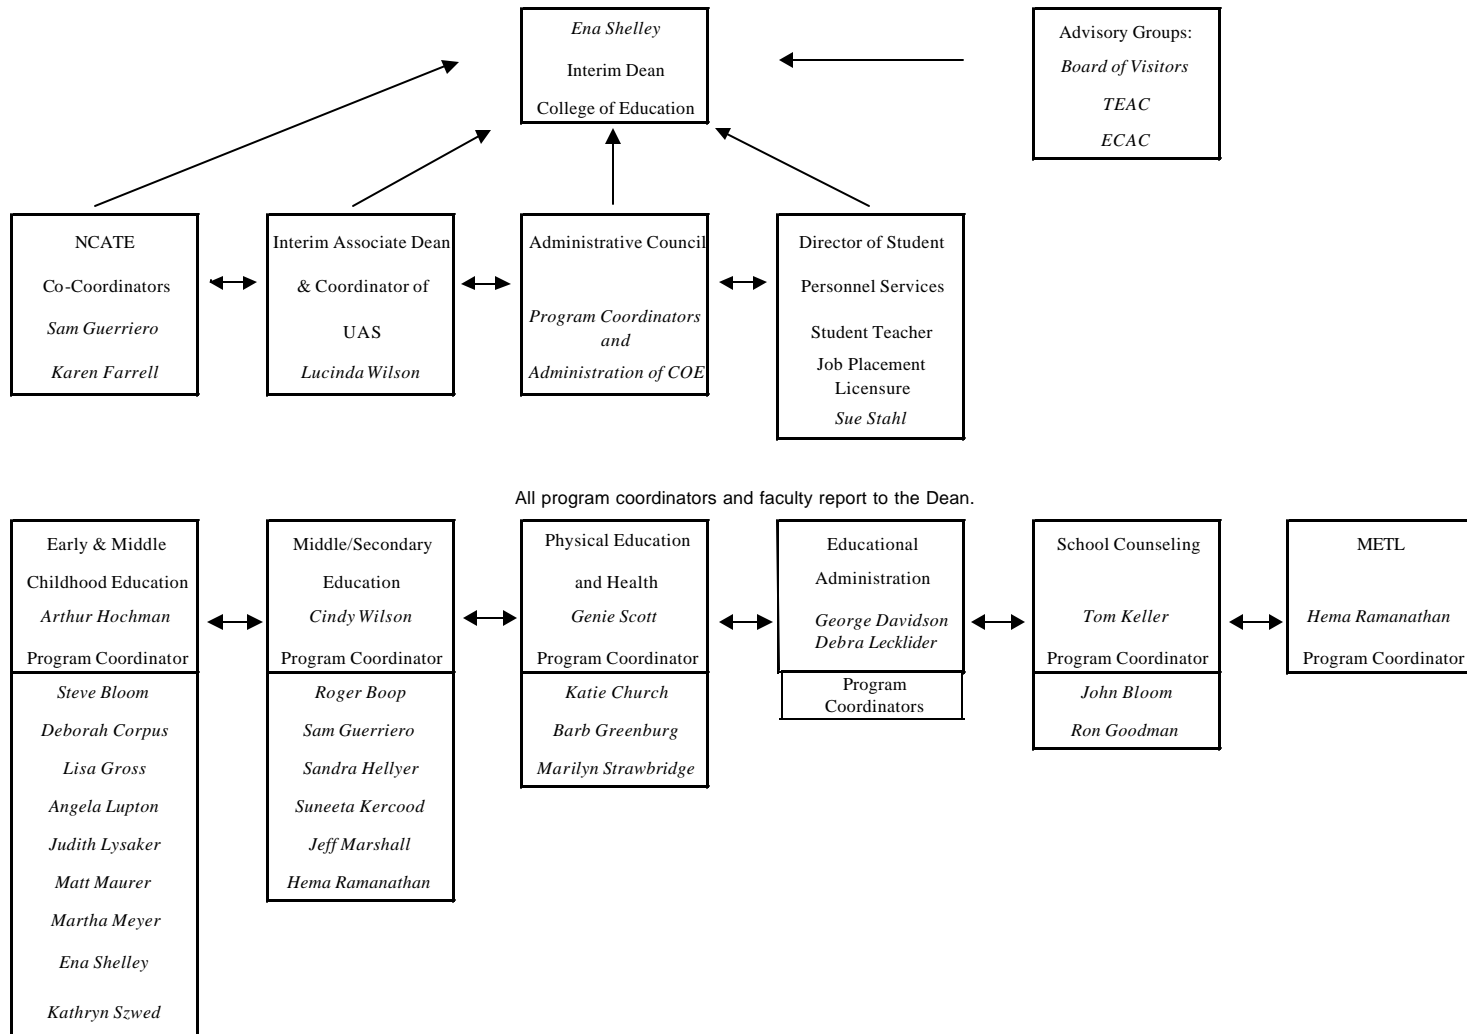 Ena Shelley
Interim Dean
College of Education
Advisory Groups:
Board of Visitors
TEAC
ECAC
NCATE
Co-Coordinators
Sam Guerriero
Karen Farrell
Interim Associate Dean
& Coordinator of
UAS
Lucinda Wilson
Administrative Council
Program Coordinators
and
Administration of COE
Director of Student
Personnel Services
Student Teacher
Job Placement
Licensure
Sue Stahl
All program coordinators and faculty report to the Dean.
Early & Middle
Childhood Education
Arthur Hochman
Program Coordinator
Steve Bloom
Deborah Corpus
Lisa Gross
Angela Lupton
Judith Lysaker
Matt Maurer
Martha Meyer
Ena Shelley
Kathryn Szwed
Middle/Secondary
Education
Cindy Wilson
Program Coordinator
Roger Boop
Sam Guerriero
Sandra Hellyer
Suneeta Kercood
Jeff Marshall
Hema Ramanathan
Physical Education
and Health
Genie Scott
Program Coordinator
Katie Church
Barb Greenburg
Marilyn Strawbridge
Educational
Administration
George Davidson
Debra Lecklider
Program
Coordinators
School Counseling
Tom Keller
Program Coordinator
John Bloom
Ron Goodman
METL
Hema Ramanathan
Program Coordinator